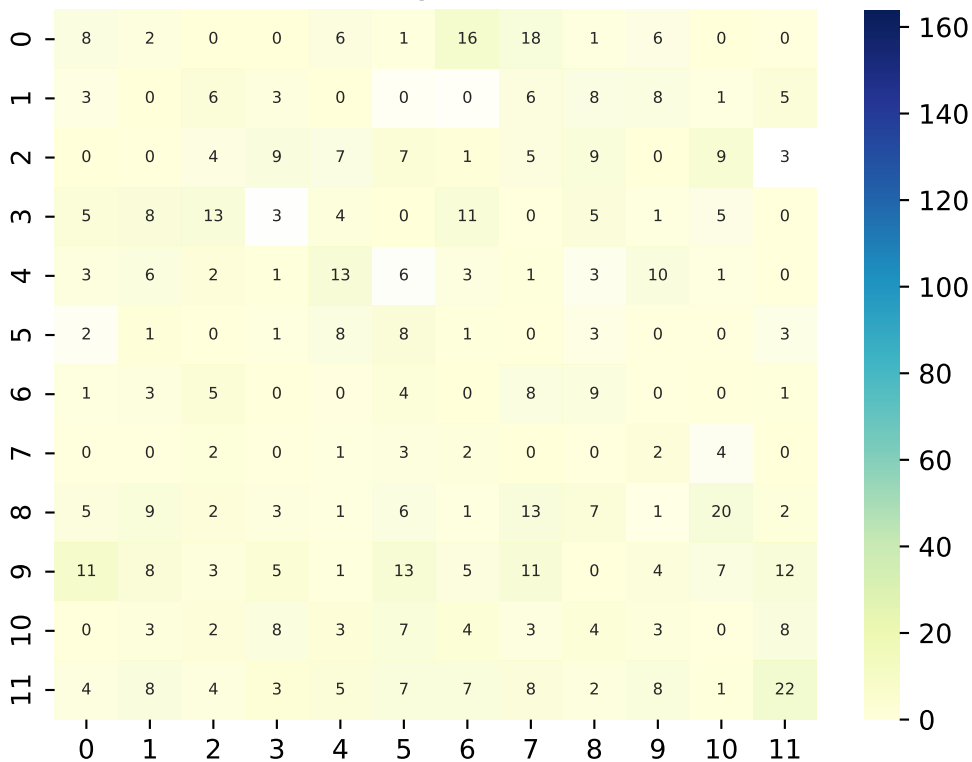 0 8 2 0 0 6 1 16 18 1 6 0 0
1 3 0 6 3 0 0 0 6 8 8 1 5
2 0 0 4 9 7 7 1 5 9 0 9 3
3 5 8 13 3 4 0 11 0 5 1 5 0
4 3 6 2 1 13 6 3 1 3 10 1 0
5 2 1 0 1 8 8 1 0 3 0 0 3
6 1 3 5 0 0 4 0 8 9 0 0 1
7 0 0 2 0 1 3 2 0 0 2 4 0
8 5 9 2 3 1 6 1 13 7 1 20 2
9 11 8 3 5 1 13 5 11 0 4 7 12
10 0 3 2 8 3 7 4 3 4 3 0 8
11 4 8 4 3 5 7 7 8 2 8 1 22
0 1 2 3 4 5 6 7 8 9 10 11
160
140
120
100
80
60
40
20
0